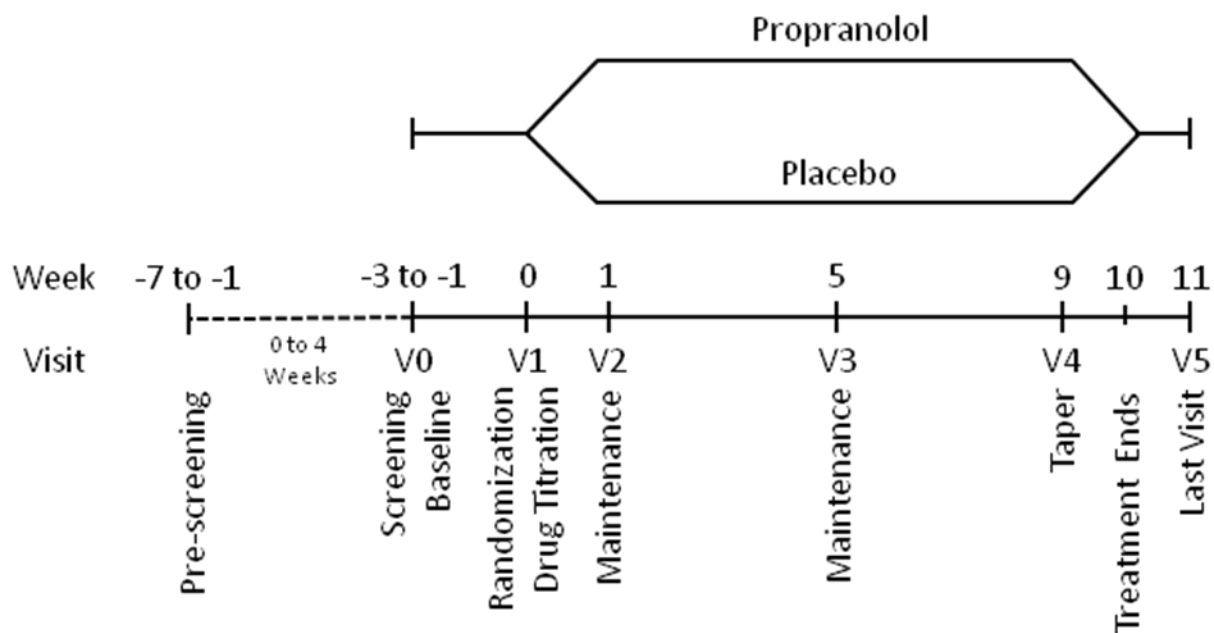 Propranolol
Placebo
Week -7 to -1 -3 to -1 0 1 5 9 10 11
0 to 4
Weeks
Visit V0 V1 V2 V3 V4 V5
Pre-screening
Screening
Baseline
Randomization
Drug Titration
Maintenance
Maintenance
Taper
Treatment Ends
Last Visit